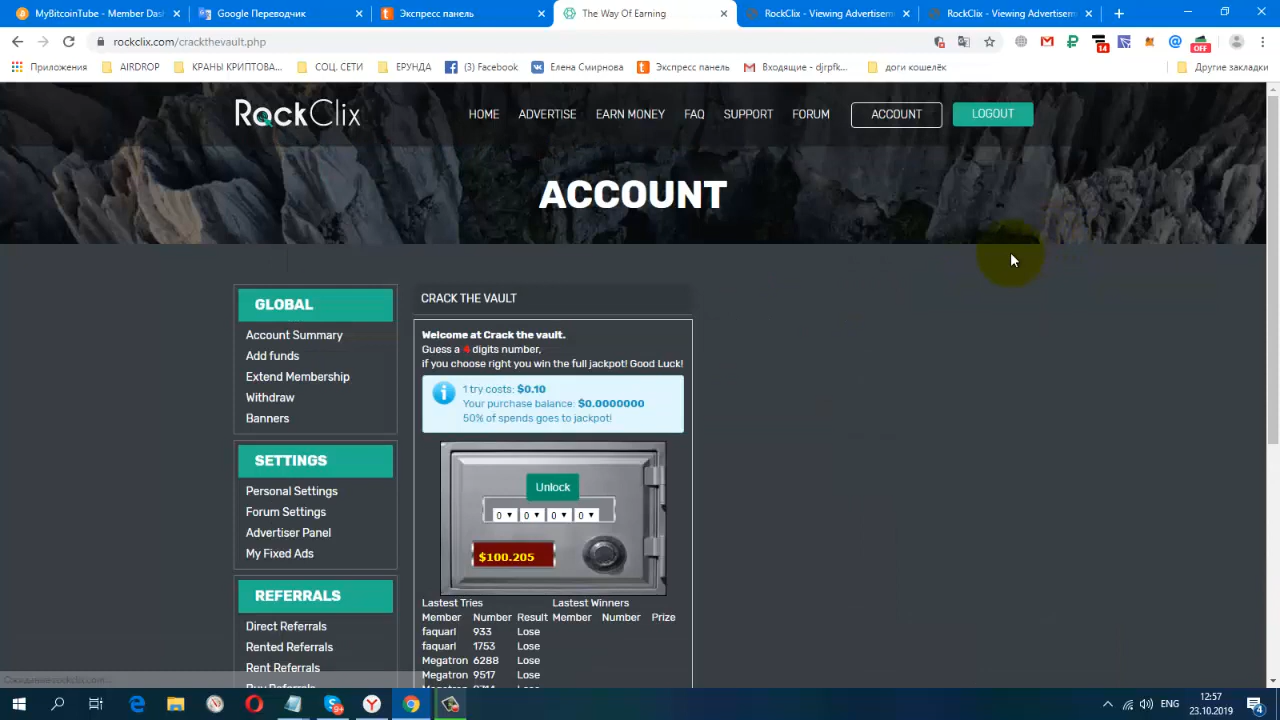 MyBitcoinTube - Member Das
Google Переводчик
Экспресс панель
The Way Of Earning
RockClix - Viewing Advertisem
RockClix - Viewing Advertisem
rockclix.com/crackthevault.php
14
OFF
Приложения
AIRDROP
КРАНЫ КРИПТОВА...
СОЦ. СЕТИ
ЕРУНДА
(3) Facebook
Елена Смирнова
Экспресс панель
Входящие - djrpfk...
доги кошелёк
Другие закладки
RockClix
HOME
ADVERTISE
EARN MONEY
FAQ
SUPPORT
FORUM
ACCOUNT
LOGOUT
ACCOUNT
GLOBAL
Account Summary
Add funds
Extend Membership
Withdraw
Banners
SETTINGS
Personal Settings
Forum Settings
Advertiser Panel
My Fixed Ads
REFERRALS
Direct Referrals
Rented Referrals
Rent Referrals
CRACK THE VAULT
Welcome at Crack the vault.
Guess a 4 digits number,
if you choose right you win the full jackpot! Good Luck!
1 try costs: $0.10
Your purchase balance: $0.0000000
50% of spends goes to jackpot!
Unlock
0 0 0 0
$100.205
Lastest Tries Lastest Winners
Member Number Result Member Number Prize
faquarl 933 Lose
faquarl 1753 Lose
Megatron 6288 Lose
Megatron 9517 Lose
Ожидание rockclix.com...
ENG
12:57
23.10.2019
4